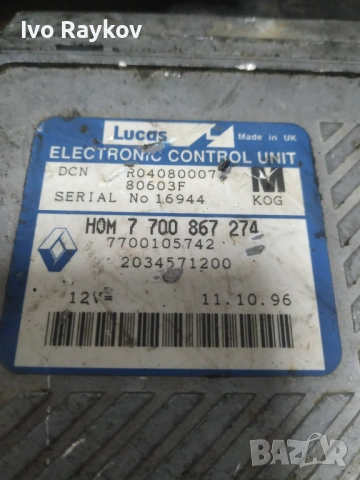 Ivo Raykov
Lucas
Made in UK
ELECTRONIC CONTROL UNIT
DCN R04080007
80603F
SERIAL No 16944 KOG
HOM 7 700 867 274
7700105742
2034571200
12V= 11.10.96
bazar